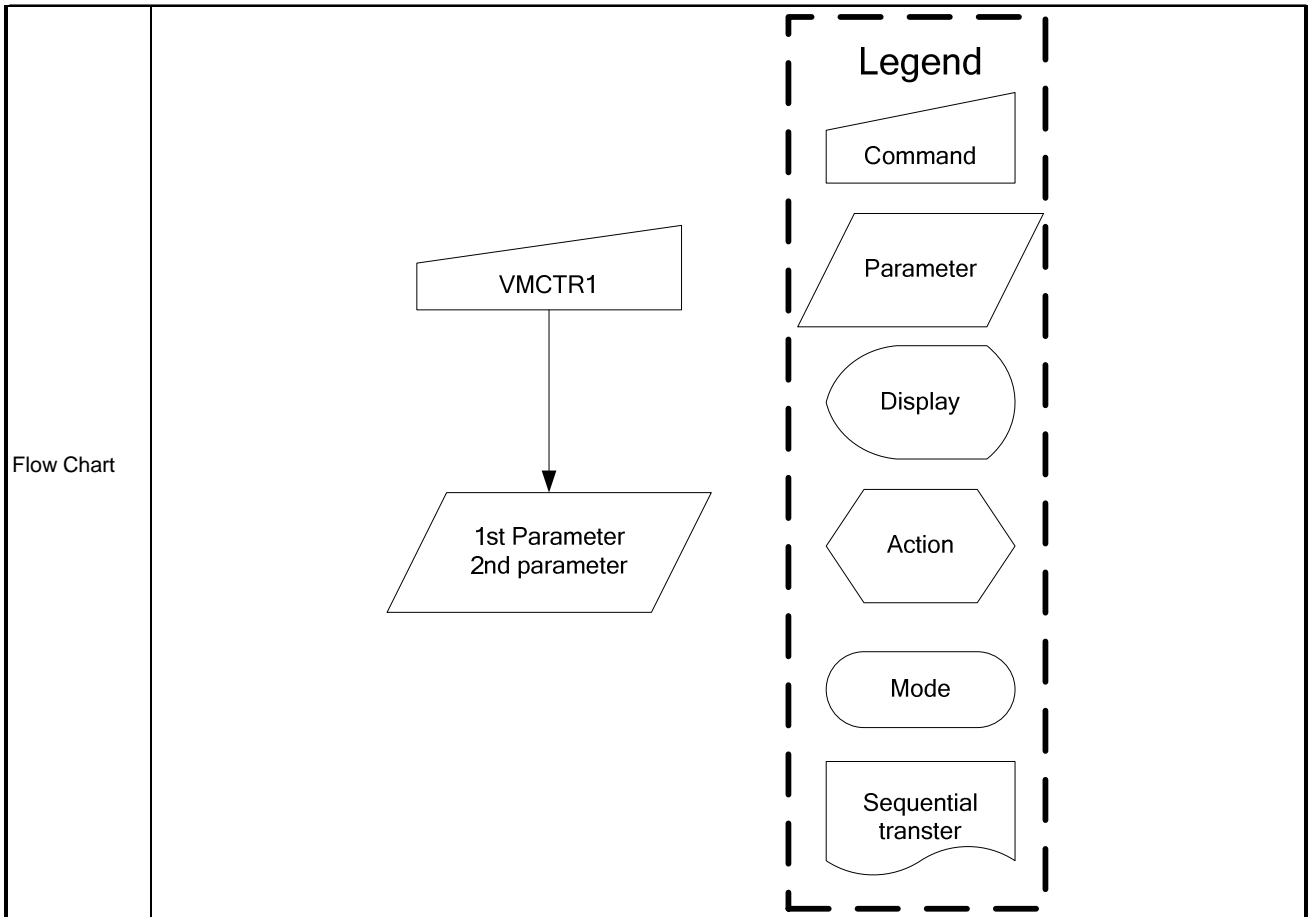 Flow Chart
VMCTR1
1st Parameter
2nd parameter
Legend
Command
Parameter
Display
Action
Mode
Sequential
transter